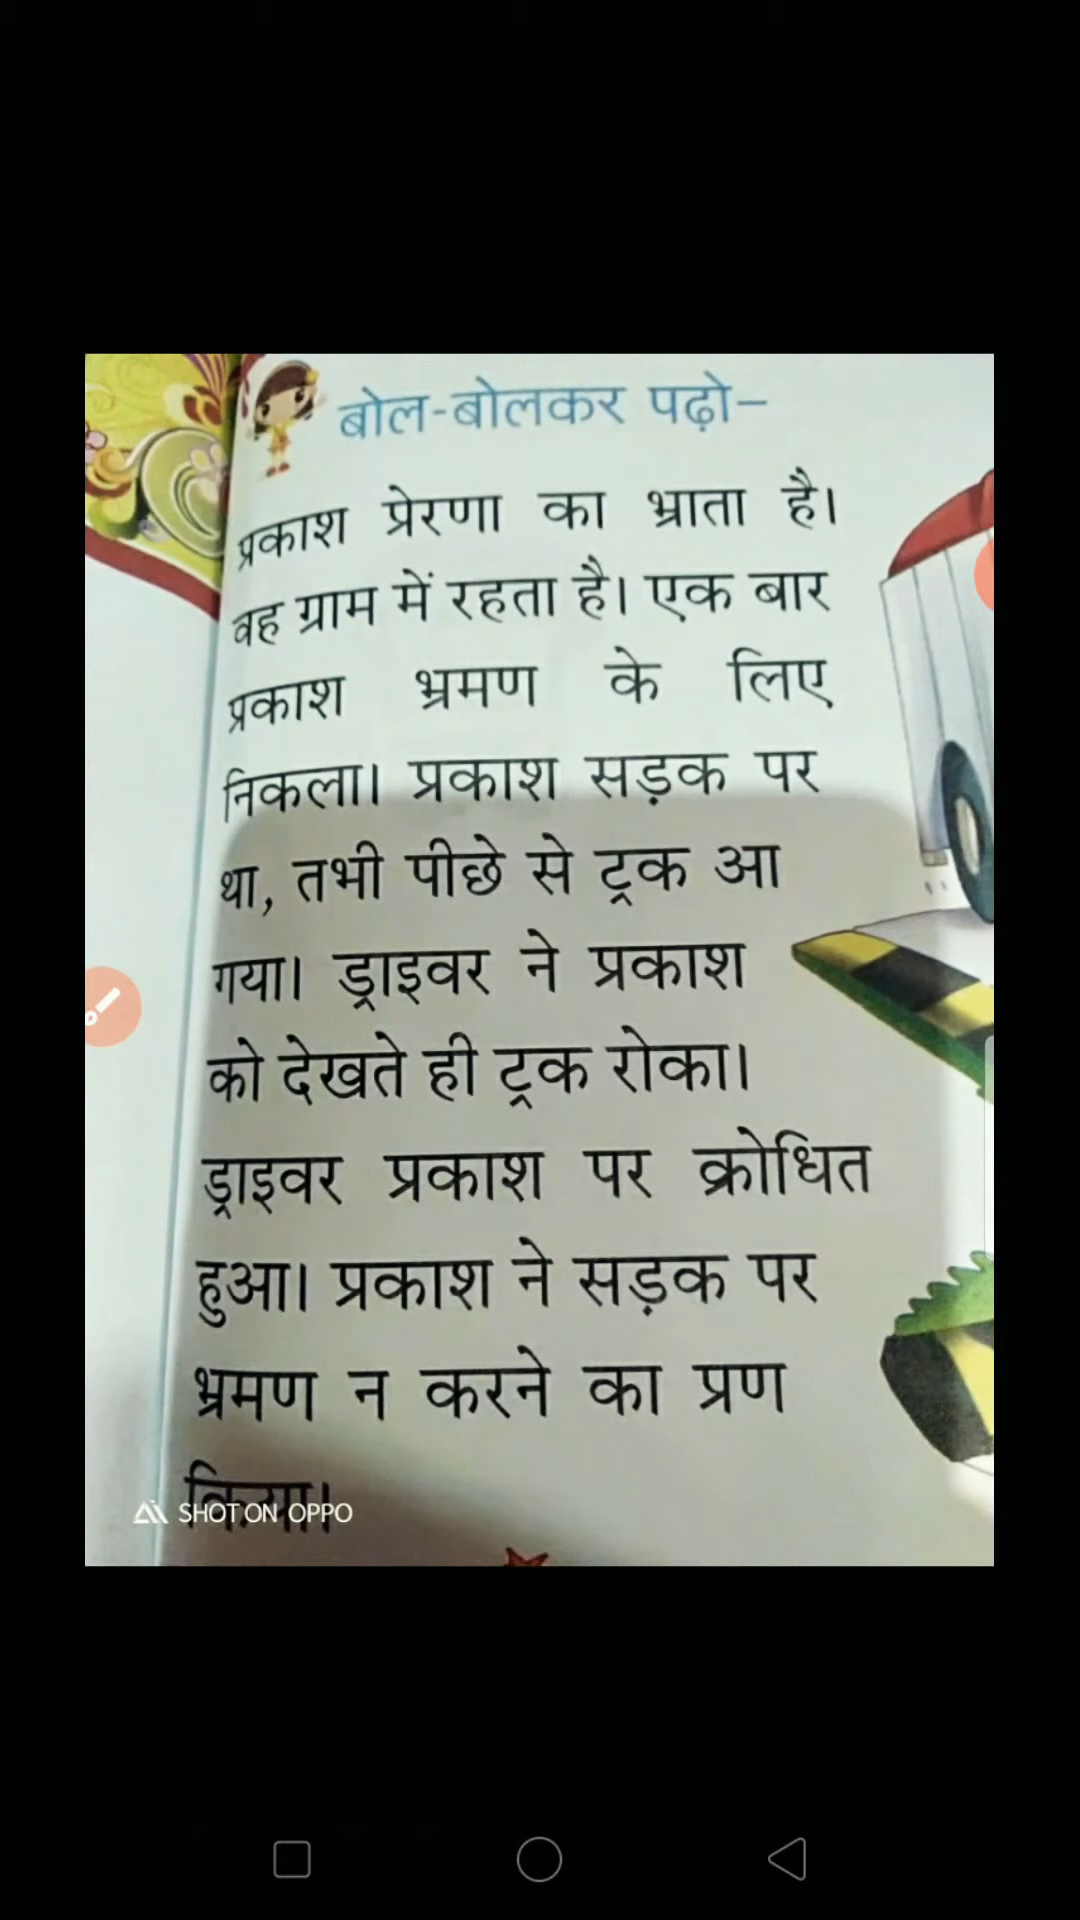 बोल-बोलकर पढ़ो–
प्रकाश प्रेरणा का भ्राता है।
वह ग्राम में रहता है। एक बार
प्रकाश भ्रमण के लिए
निकला। प्रकाश सड़क पर
था, तभी पीछे से ट्रक आ
गया। ड्राइवर ने प्रकाश
को देखते ही ट्रक रोका।
ड्राइवर प्रकाश पर क्रोधित
हुआ। प्रकाश ने सड़क पर
भ्रमण न करने का प्रण
किया।
SHOT ON OPPO